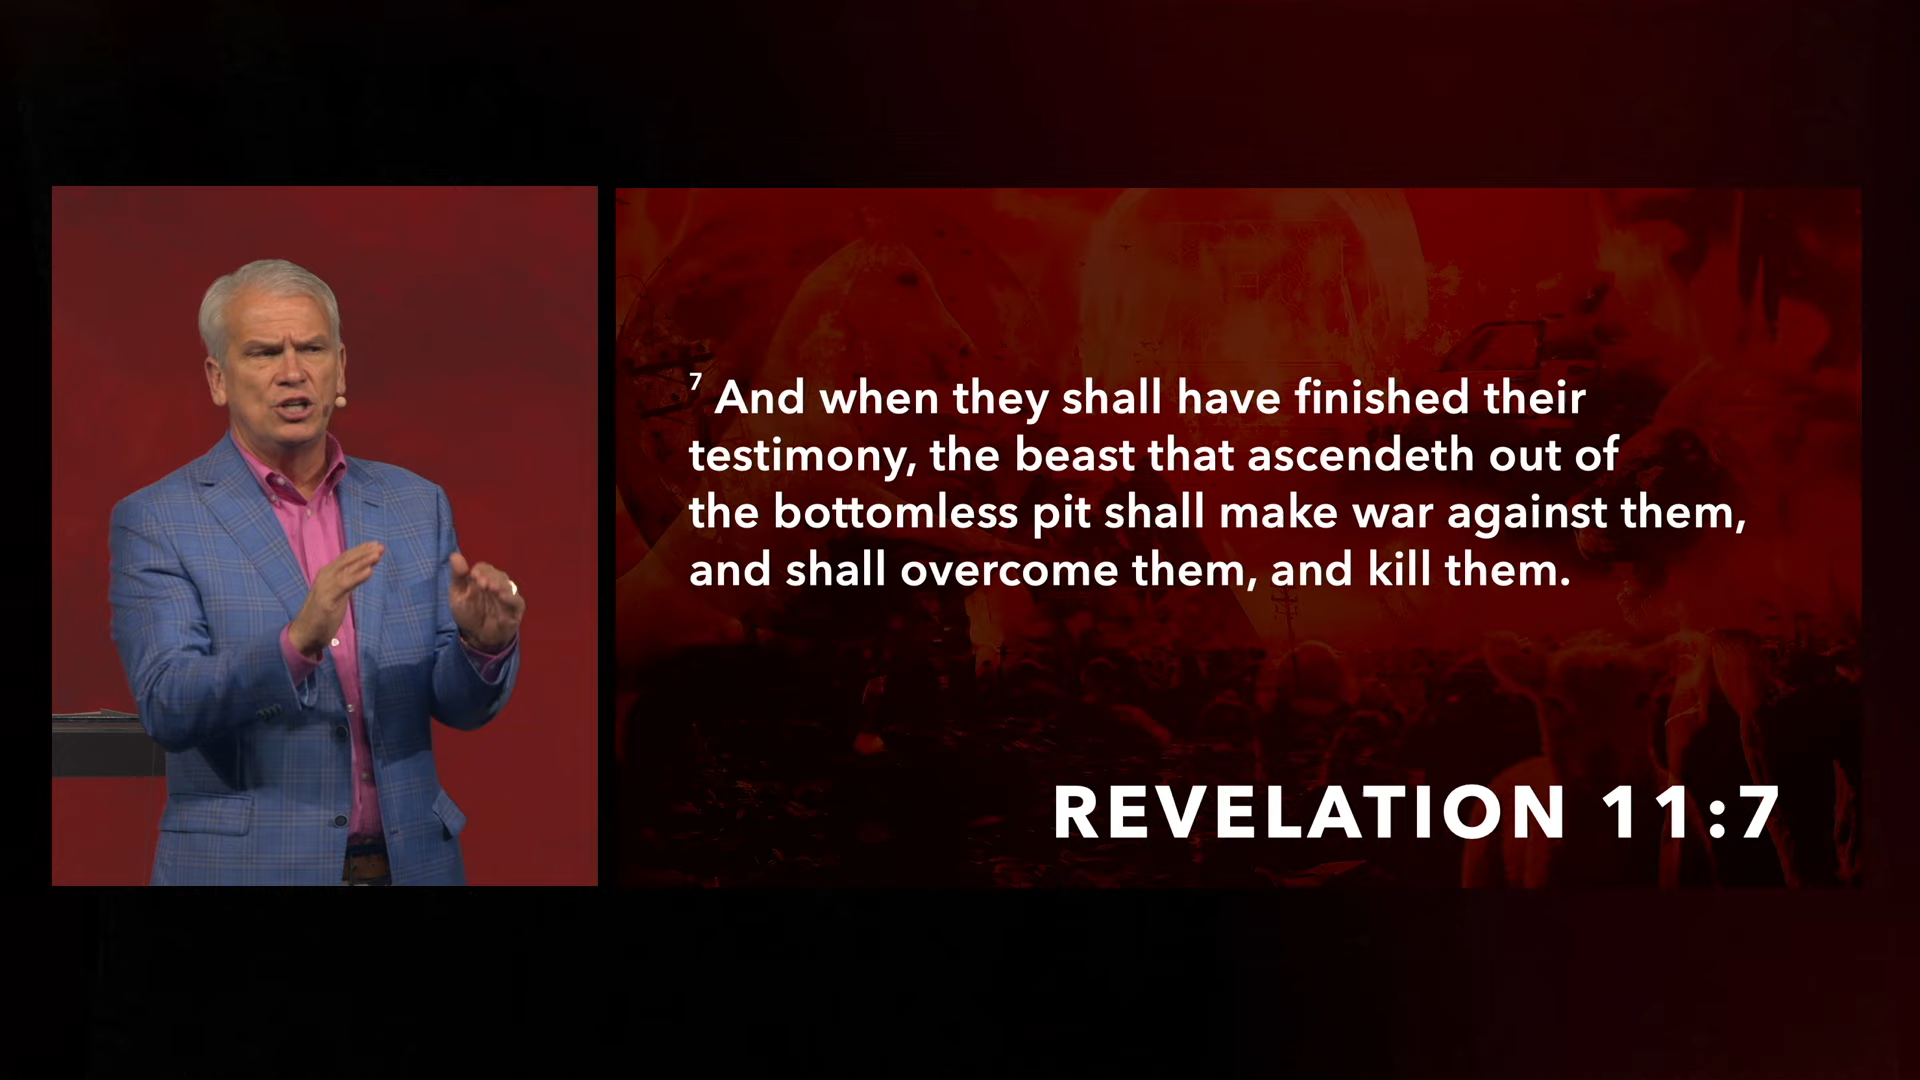 7 And when they shall have finished their
testimony, the beast that ascendeth out of
the bottomless pit shall make war against them,
and shall overcome them, and kill them.
REVELATION 11:7